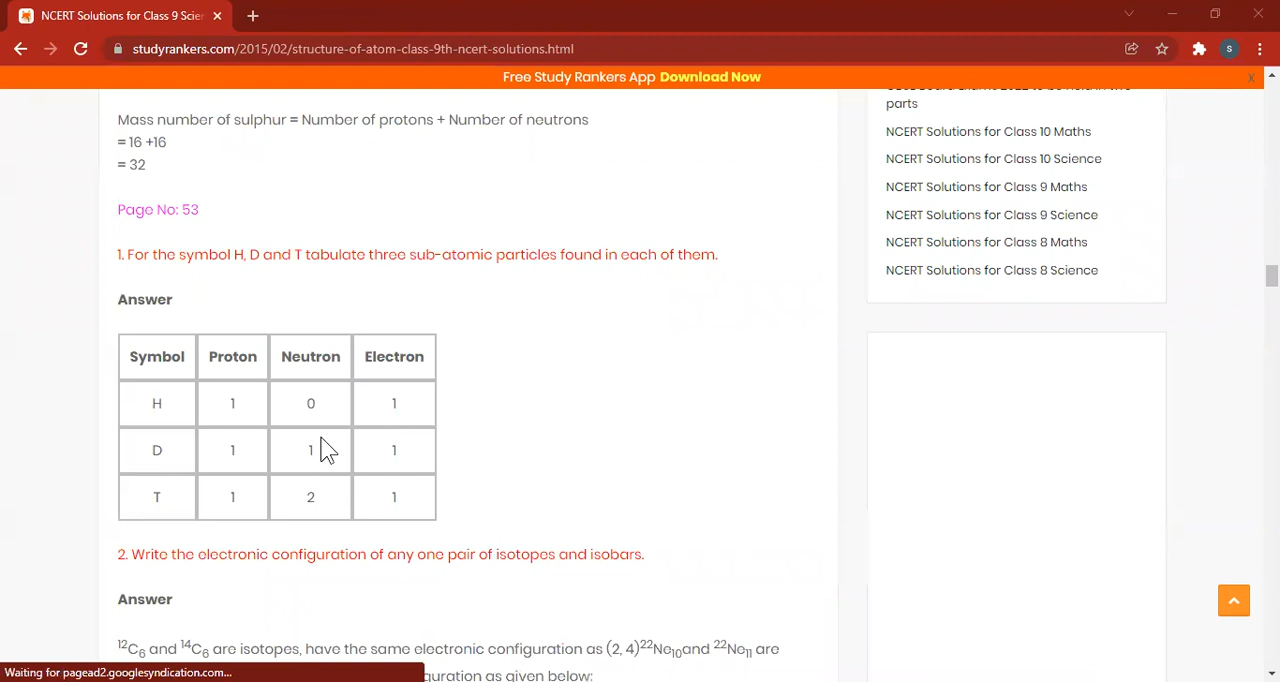 NCERT Solutions for Class 9 Scie
studyrankers.com/2015/02/structure-of-atom-class-9th-ncert-solutions.html
S
Free Study Rankers App Download Now
x
Mass number of sulphur = Number of protons + Number of neutrons
= 16 +16
= 32
Page No: 53
1. For the symbol H, D and T tabulate three sub-atomic particles found in each of them.
Answer
Symbol Proton Neutron Electron
H 1 0 1
D 1 1 1
T 1 2 1
2. Write the electronic configuration of any one pair of isotopes and isobars.
Answer
¹²C₆ and ¹⁴C₆ are isotopes, have the same electronic configuration as (2, 4)²²Ne₁₀and ²²Ne₁₁ are
guration as given below:
parts
NCERT Solutions for Class 10 Maths
NCERT Solutions for Class 10 Science
NCERT Solutions for Class 9 Maths
NCERT Solutions for Class 9 Science
NCERT Solutions for Class 8 Maths
NCERT Solutions for Class 8 Science
Waiting for pagead2.googlesyndication.com...